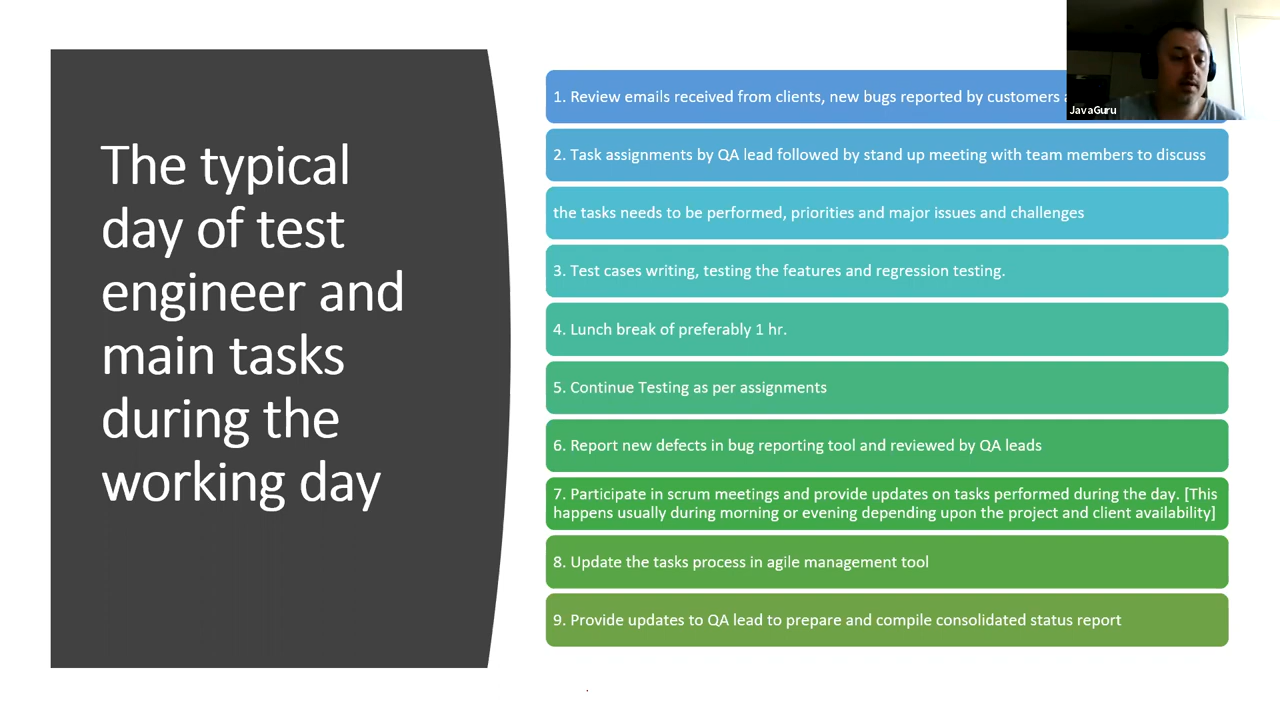 The typical
day of test
engineer and
main tasks
during the
working day
1. Review emails received from clients, new bugs reported by customers
JavaGuru
2. Task assignments by QA lead followed by stand up meeting with team members to discuss
the tasks needs to be performed, priorities and major issues and challenges
3. Test cases writing, testing the features and regression testing.
4. Lunch break of preferably 1 hr.
5. Continue Testing as per assignments
6. Report new defects in bug reporting tool and reviewed by QA leads
7. Participate in scrum meetings and provide updates on tasks performed during the day. [This
happens usually during morning or evening depending upon the project and client availability]
8. Update the tasks process in agile management tool
9. Provide updates to QA lead to prepare and compile consolidated status report